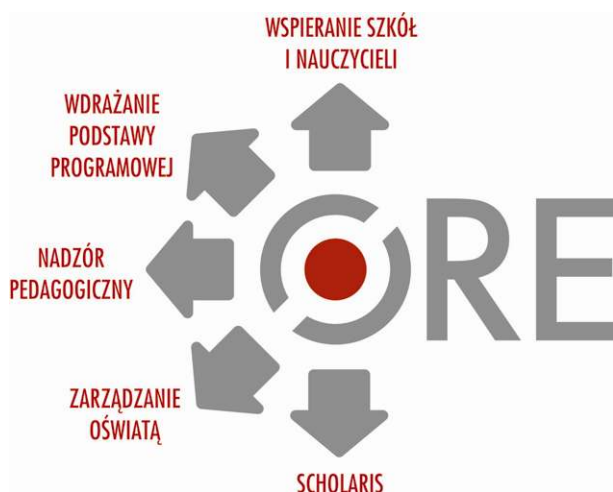 WSPIERANIE SZKÓŁ
I NAUCZYCIELI
WDRAŻANIE
PODSTAWY
PROGRAMOWEJ
NADZÓR
PEDAGOGICZNY
ORE
ZARZĄDZANIE
OŚWIATĄ
SCHOLARIS